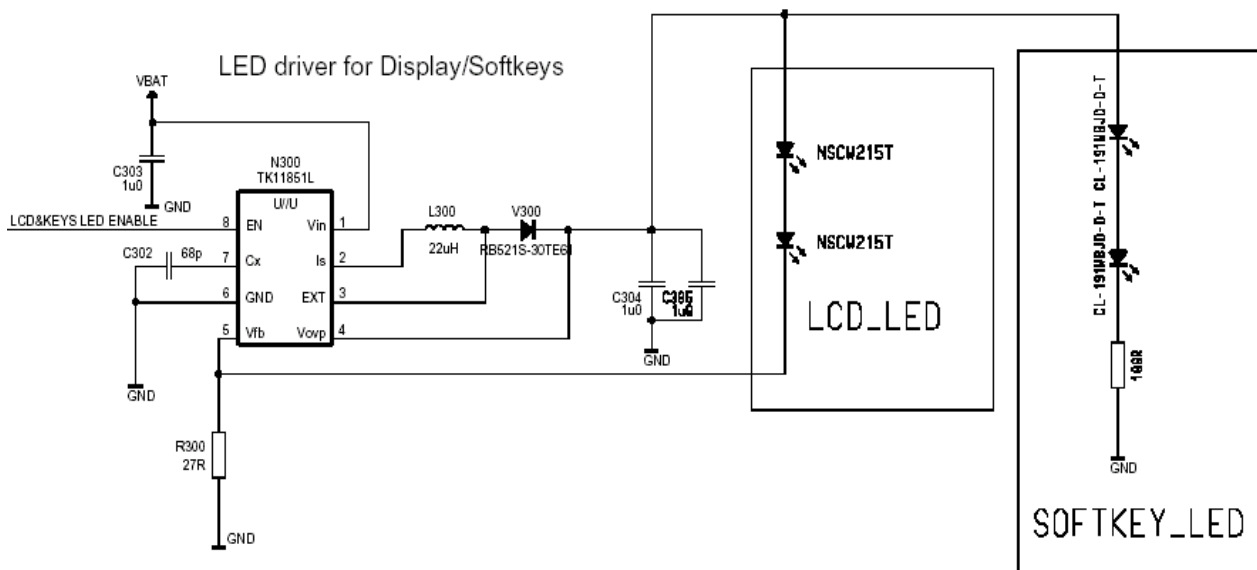 LED driver for Display/Softkeys
VBAT
C303
1u0
GND
N300
TK11851L
U//U
LCD&KEYS LED ENABLE
8 EN Vin 1
C302 68p
7 Cx Is 2
6 GND EXT 3
5 Vfb Vovp 4
L300
22uH
V300
RB521S-30TE61
C304
1u0
1u0
GND
GND
R300
27R
GND
NSCW215T
NSCW215T
LCD_LED
CL-191WBJD-D-T CL-191WBJD-D-T
GND
SOFTKEY_LED